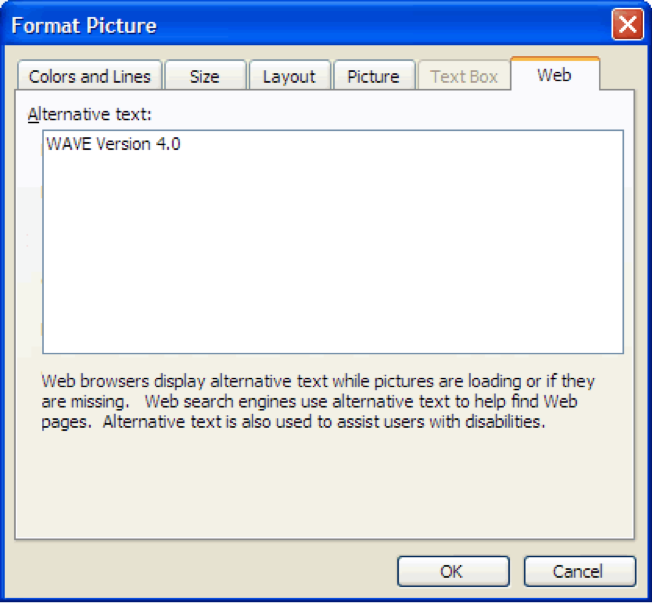 Format Picture
Colors and Lines Size Layout Picture Text Box Web
Alternative text:
WAVE Version 4.0
Web browsers display alternative text while pictures are loading or if they
are missing. Web search engines use alternative text to help find Web
pages. Alternative text is also used to assist users with disabilities.
OK Cancel